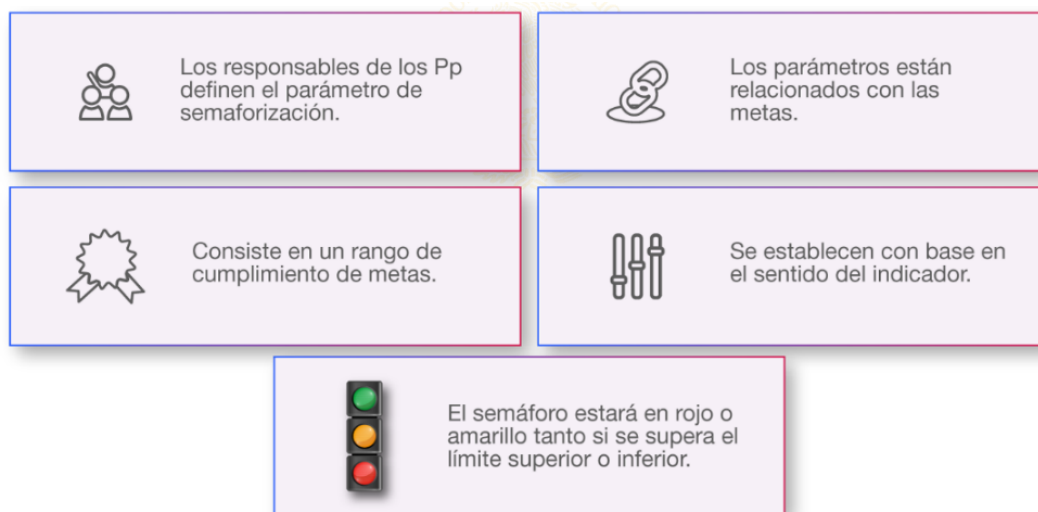 Los responsables de los Pp
definen el parámetro de
semaforización.
Los parámetros están
relacionados con las
metas.
Consiste en un rango de
cumplimiento de metas.
Se establecen con base en
el sentido del indicador.
El semáforo estará en rojo o
amarillo tanto si se supera el
límite superior o inferior.